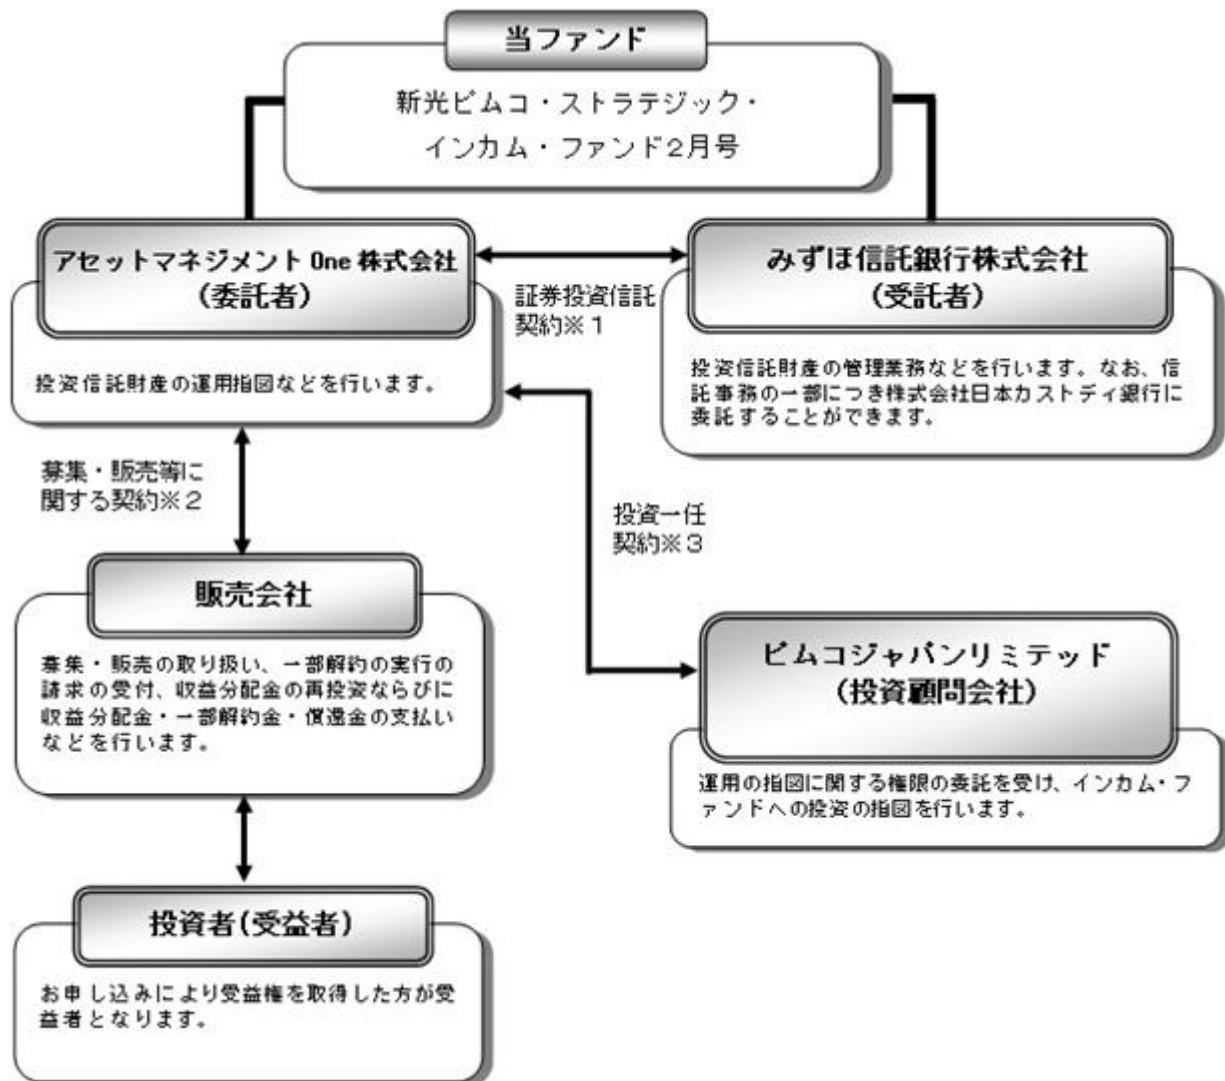 当ファンド
新光ピムコ・ストラテジック・
インカム・ファンド2月号
アセットマネジメント One 株式会社
（委託者）
投資信託財産の運用指図などを行います。
証券投資信託
契約※１
みずほ信託銀行株式会社
（受託者）
投資信託財産の管理業務などを行います。なお、信
託事務の一部につき株式会社日本カストディ銀行に
委託することができます。
募集・販売等に
関する契約※２
投資一任
契約※３
販売会社
募集・販売の取り扱い、一部解約の実行の
請求の受付、収益分配金の再投資ならびに
収益分配金・一部解約金・償還金の支払い
などを行います。
ピムコジャパンリミテッド
（投資顧問会社）
運用の指図に関する権限の委託を受け、インカム・フ
ァンドへの投資の指図を行います。
投資者（受益者）
お申し込みにより受益権を取得した方が受
益者となります。